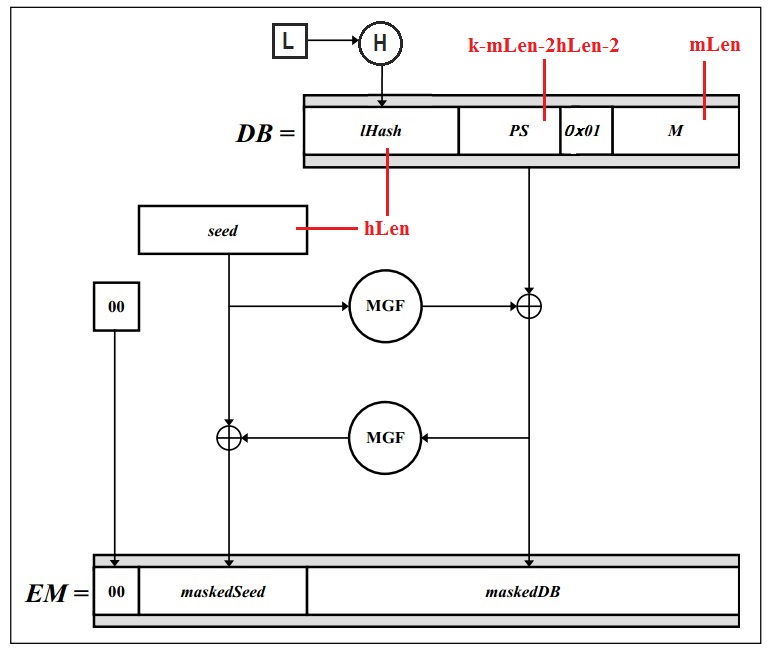 L
H
k-mLen-2hLen-2
mLen
DB =
lHash
PS
0x01
M
seed
hLen
00
MGF
MGF
EM =
00
maskedSeed
maskedDB